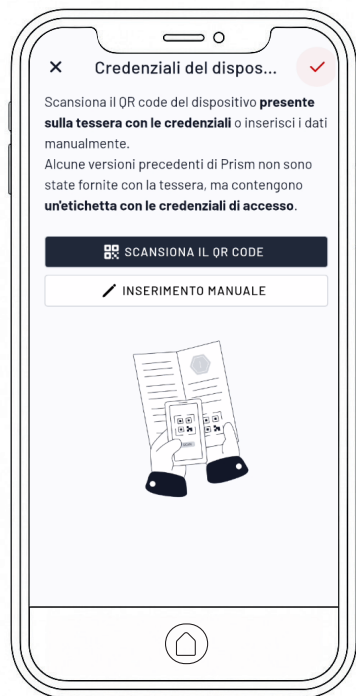 Credenziali del dispos...
Scansiona il QR code del dispositivo presente
sulla tessera con le credenziali o inserisci i dati
manualmente.
Alcune versioni precedenti di Prism non sono
state fornite con la tessera, ma contengono
un'etichetta con le credenziali di accesso.
SCANSIONA IL QR CODE
INSERIMENTO MANUALE